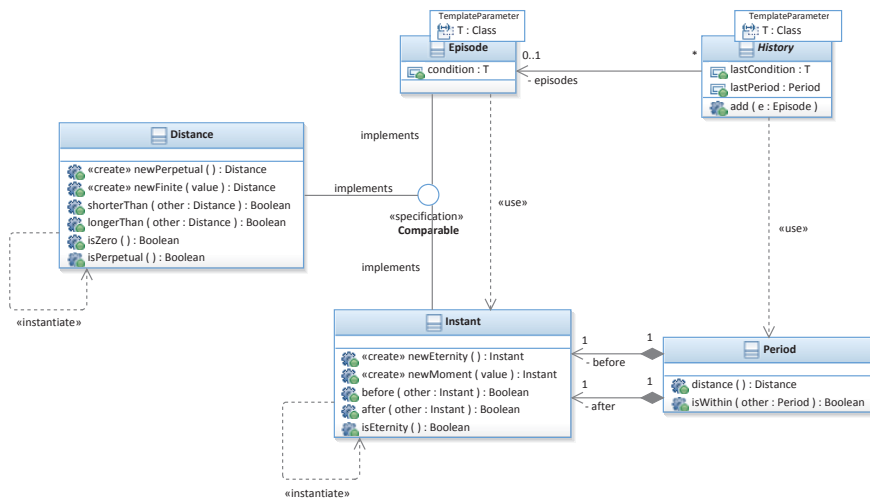 TemplateParameter
T : Class
Episode
condition : T
TemplateParameter
T : Class
History
lastCondition : T
lastPeriod : Period
add ( e : Episode )
0..1
*
- episodes
implements
Distance
«create» newPerpetual ( ) : Distance
«create» newFinite ( value ) : Distance
shorterThan ( other : Distance ) : Boolean
longerThan ( other : Distance ) : Boolean
isZero ( ) : Boolean
isPerpetual ( ) : Boolean
«instantiate»
implements
«specification»
Comparable
«use»
«use»
implements
Instant
«create» newEternity ( ) : Instant
«create» newMoment ( value ) : Instant
before ( other : Instant ) : Boolean
after ( other : Instant ) : Boolean
isEternity ( ) : Boolean
«instantiate»
1
1
- before
1
1
- after
Period
distance ( ) : Distance
isWithin ( other : Period ) : Boolean